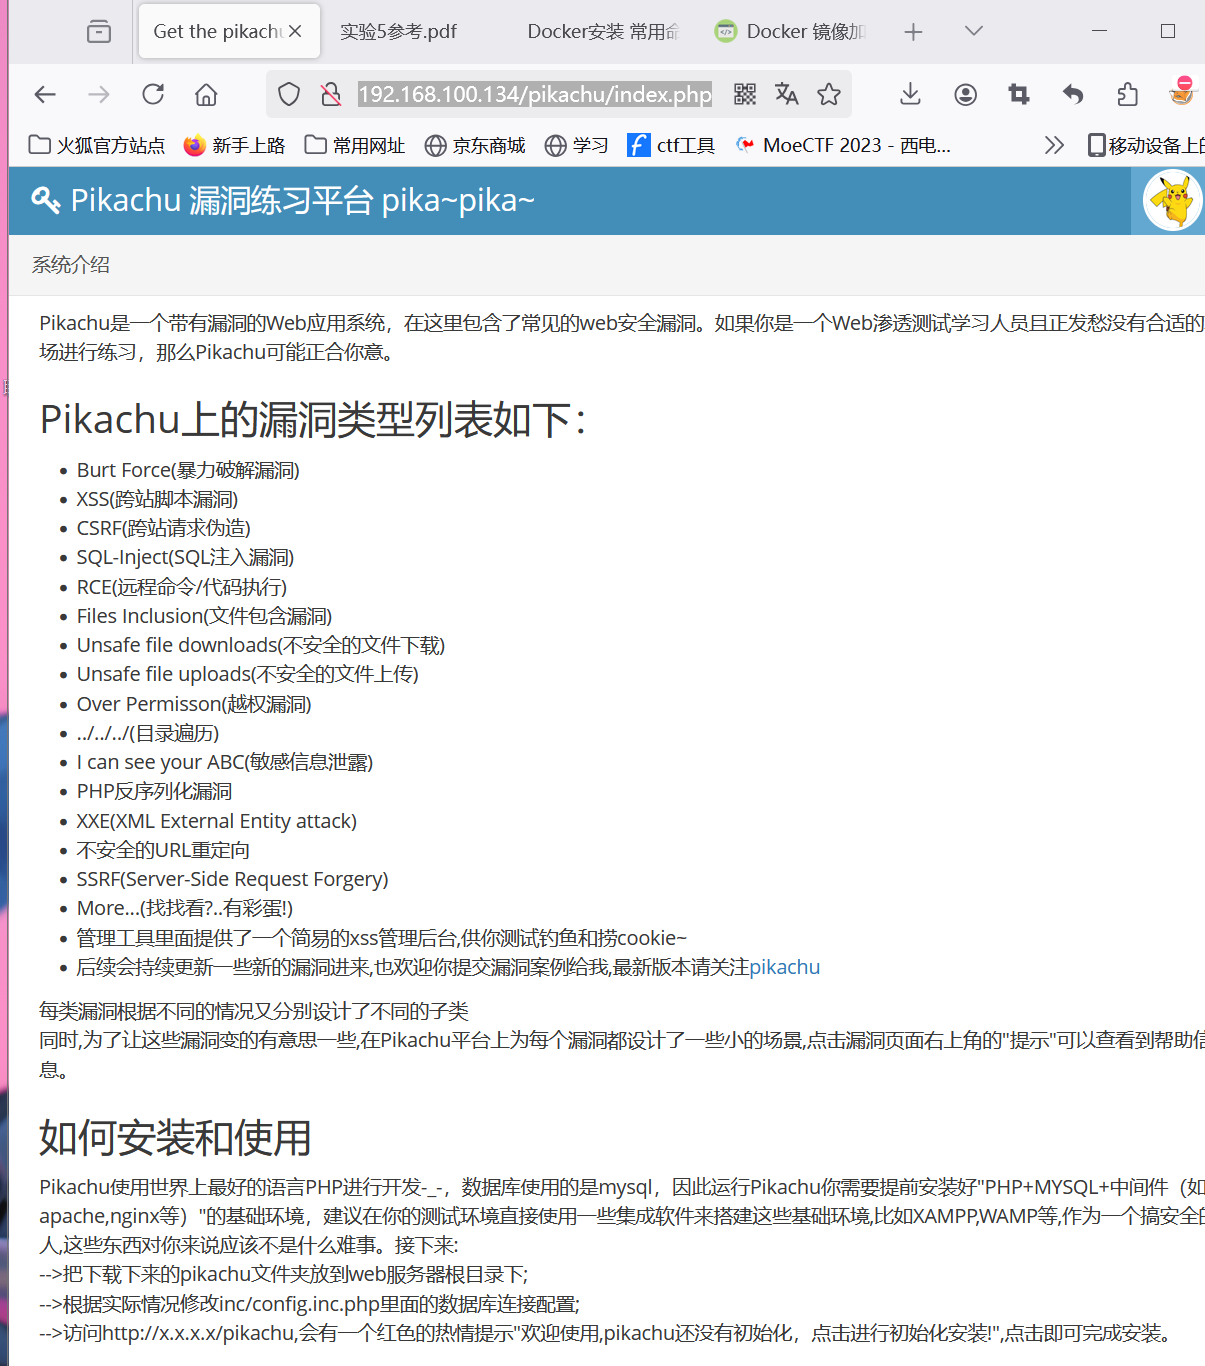 Get the pikachu
实验5参考.pdf
Docker安装 常用命
Docker 镜像加
192.168.100.134/pikachu/index.php
火狐官方站点
新手上路
常用网址
京东商城
学习
ctf工具
MoeCTF 2023 - 西电...
移动设备上的
Pikachu 漏洞练习平台 pika~pika~
系统介绍
Pikachu是一个带有漏洞的Web应用系统，在这里包含了常见的web安全漏洞。如果你是一个Web渗透测试学习人员且正发愁没有合适的
场进行练习，那么Pikachu可能正合你意。
Pikachu上的漏洞类型列表如下：
• Burt Force(暴力破解漏洞)
• XSS(跨站脚本漏洞)
• CSRF(跨站请求伪造)
• SQL-Inject(SQL注入漏洞)
• RCE(远程命令/代码执行)
• Files Inclusion(文件包含漏洞)
• Unsafe file downloads(不安全的文件下载)
• Unsafe file uploads(不安全的文件上传)
• Over Permisson(越权漏洞)
• ../../../(目录遍历)
• I can see your ABC(敏感信息泄露)
• PHP反序列化漏洞
• XXE(XML External Entity attack)
• 不安全的URL重定向
• SSRF(Server-Side Request Forgery)
• More...(找找看?..有彩蛋!)
• 管理工具里面提供了一个简易的xss管理后台,供你测试钓鱼和捞cookie~
• 后续会持续更新一些新的漏洞进来,也欢迎你提交漏洞案例给我,最新版本请关注pikachu
每类漏洞根据不同的情况又分别设计了不同的子类
同时,为了让这些漏洞变的有意思一些,在Pikachu平台上为每个漏洞都设计了一些小的场景,点击漏洞页面右上角的"提示"可以查看到帮助信
息。
如何安装和使用
Pikachu使用世界上最好的语言PHP进行开发-_-，数据库使用的是mysql，因此运行Pikachu你需要提前安装好"PHP+MYSQL+中间件（如
apache,nginx等）"的基础环境，建议在你的测试环境直接使用一些集成软件来搭建这些基础环境,比如XAMPP,WAMP等,作为一个搞安全的
人,这些东西对你来说应该不是什么难事。接下来:
-->把下载下来的pikachu文件夹放到web服务器根目录下;
-->根据实际情况修改inc/config.inc.php里面的数据库连接配置;
-->访问http://x.x.x.x/pikachu,会有一个红色的热情提示"欢迎使用,pikachu还没有初始化，点击进行初始化安装!",点击即可完成安装。